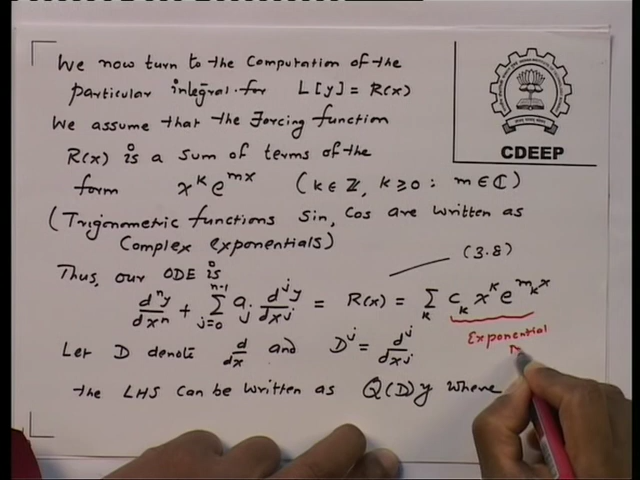 We now turn to the Computation of the
particular integral for L[y] = R(x)
We assume that the Forcing function
R(x) is a sum of terms of the
form x^k e^{mx} (k ∈ ℤ, k ≥ 0 : m ∈ ℂ)
(Trigonometric functions Sin, Cos are written as
Complex exponentials)
Thus, our ODE is (3.8)
d^n y/dx^n + Σ_{j=0}^{n-1} a_j d^j y/dx^j = R(x) = Σ_k c_k x^k e^{m_k x}
Exponential
Let D denote d/dx and D^j = d^j/dx^j
the LHS can be written as Q(D)y where
CDEEP